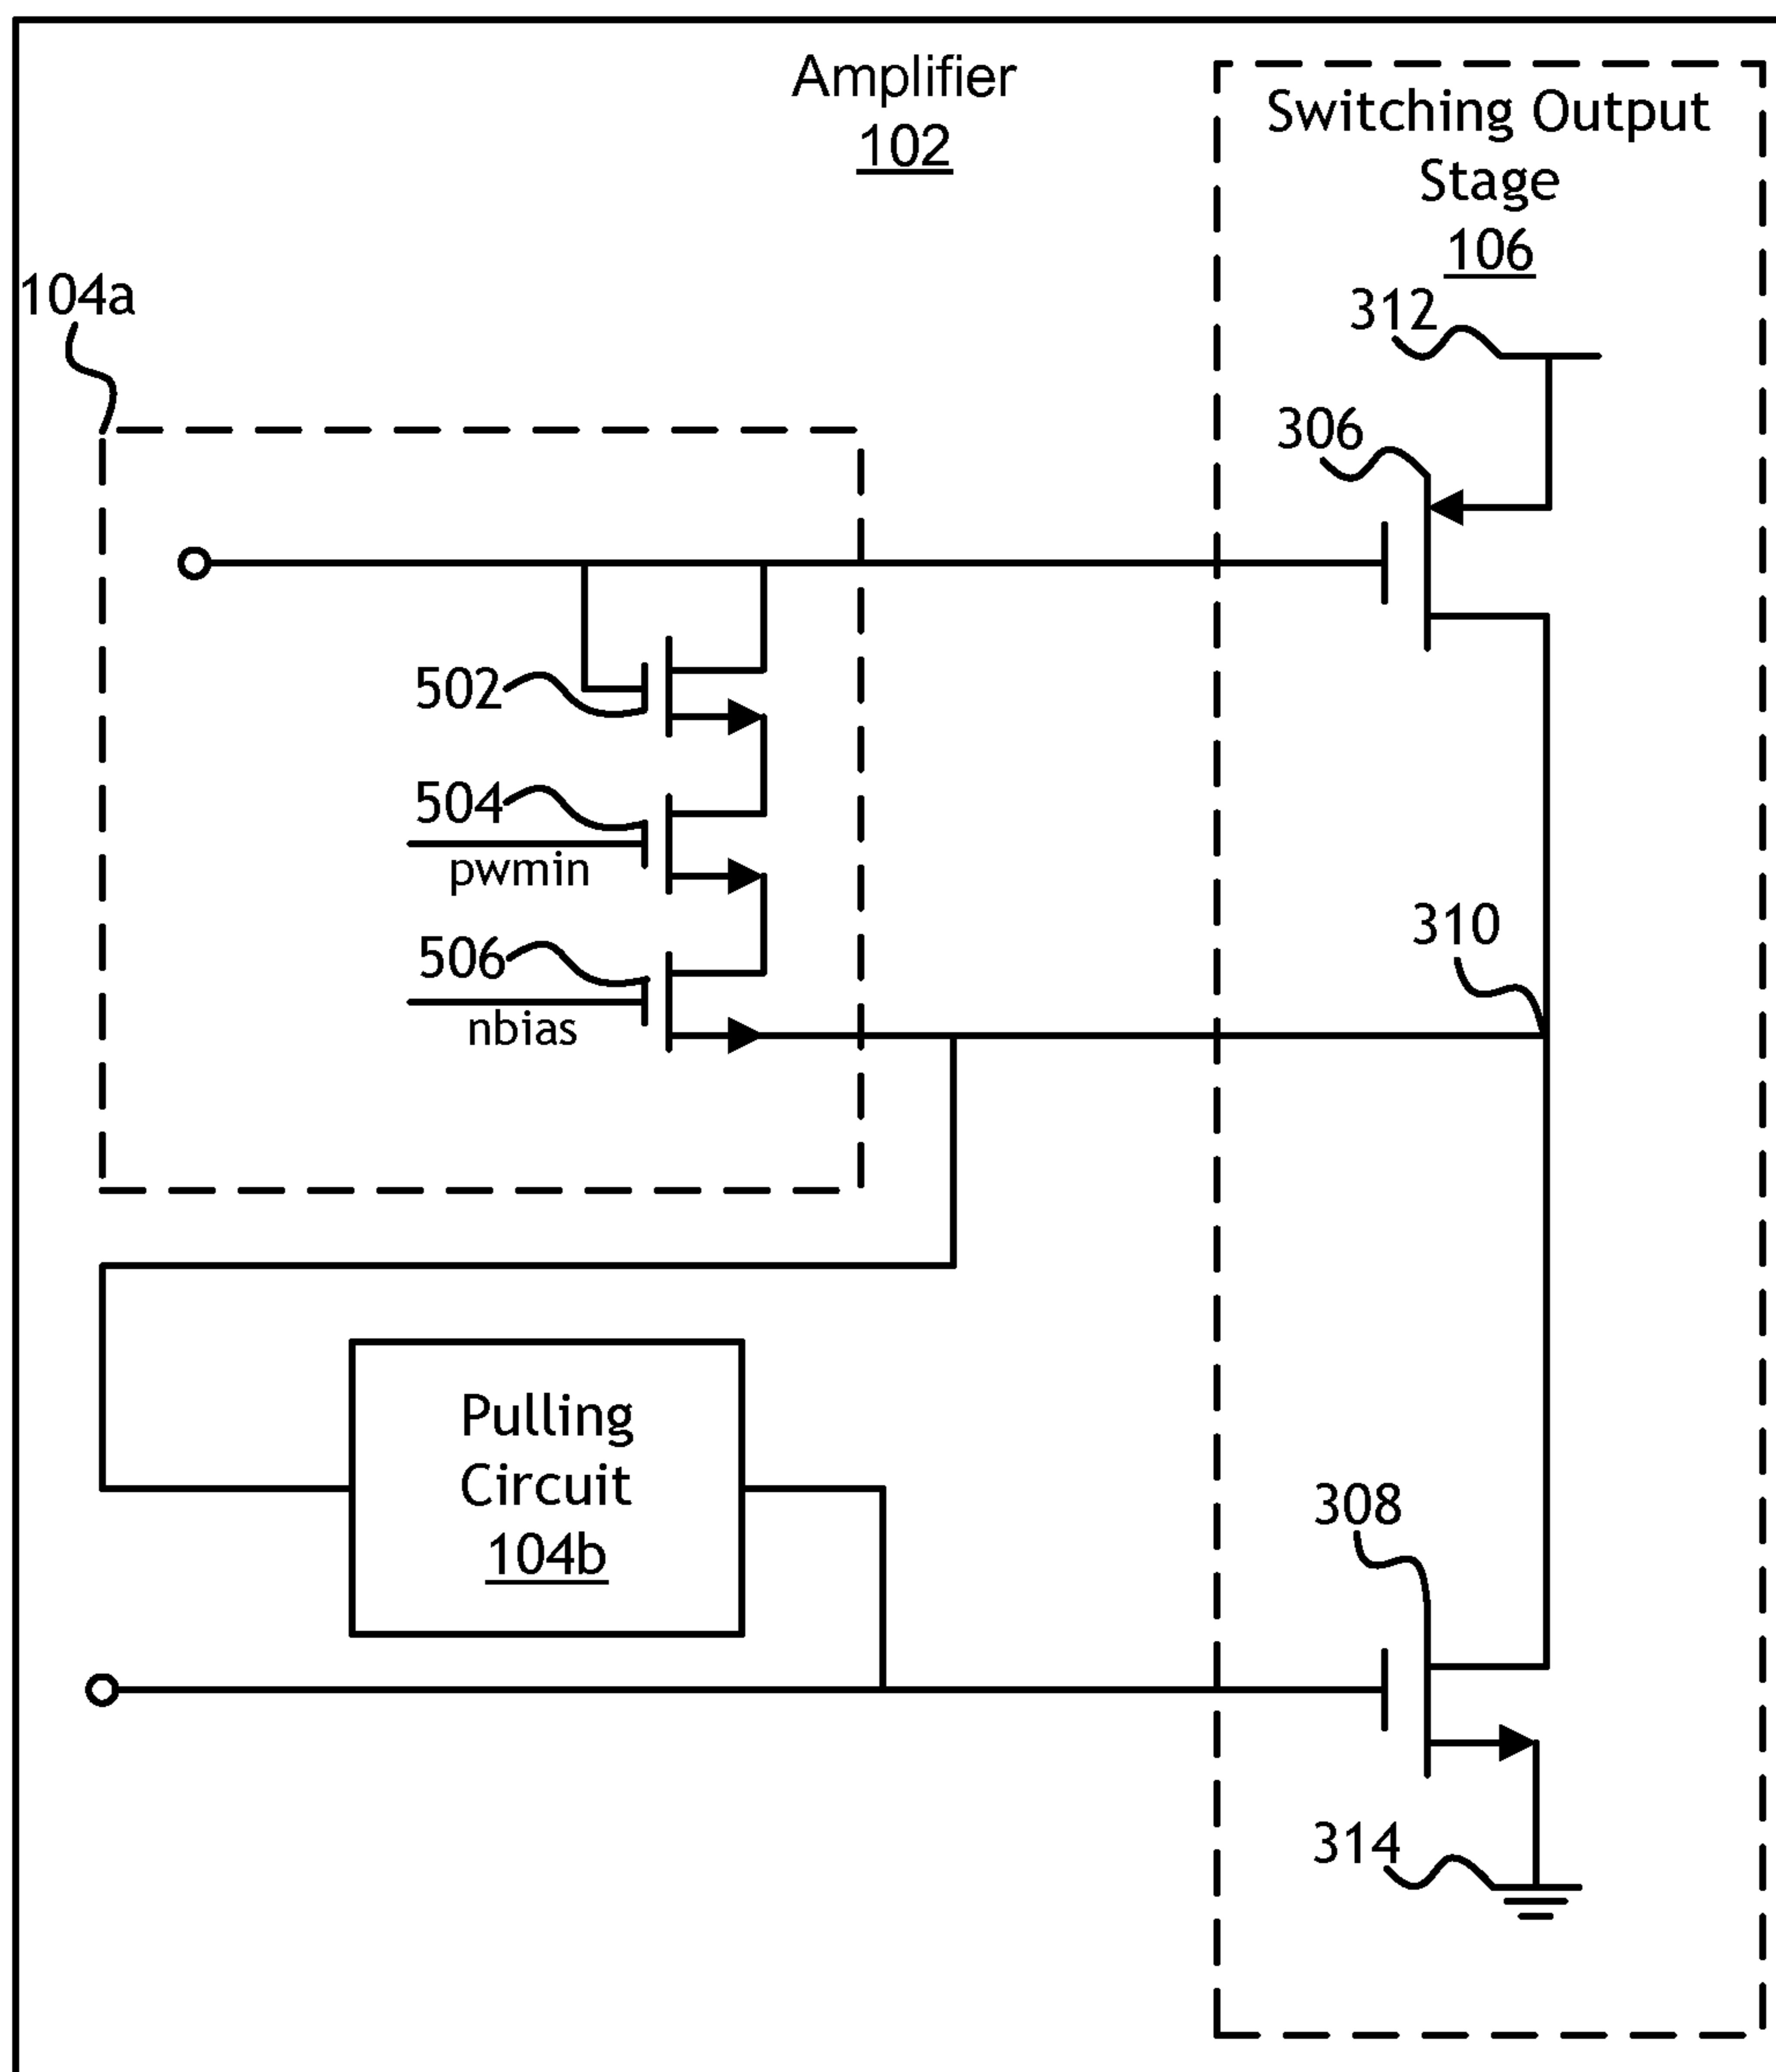 Amplifier
102
Switching Output
Stage
106
104a
312
306
502
504
pwmin
310
506
nbias
Pulling
Circuit
104b
308
314